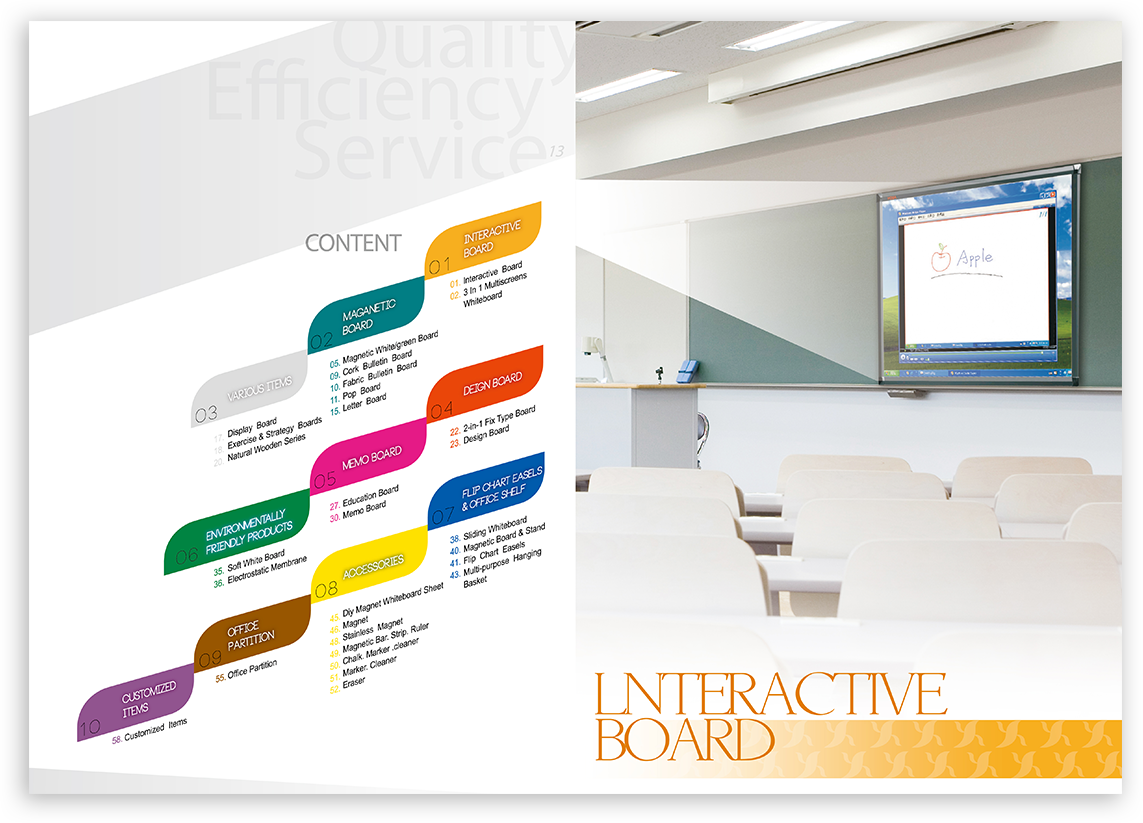 Quality
Efficiency
Service
13
CONTENT
01
INTERACTIVE
BOARD
01. Interactive Board
02. 3 In 1 Multiscreens
Whiteboard
02
MAGANETIC
BOARD
05. Magnetic White/green Board
09. Cork Bulletin Board
10. Fabric Bulletin Board
11. Pop Board
15. Letter Board
03
VARIOUS ITEMS
17. Display Board
18. Exercise & Strategy Boards
20. Natural Wooden Series
04
DEIGN BOARD
22. 2-in-1 Fix Type Board
23. Design Board
05
MEMO BOARD
27. Education Board
30. Memo Board
06
ENVIRONMENTALLY
FRIENDLY PRODUCTS
35. Soft White Board
36. Electrostatic Membrane
07
FLIP CHART EASELS
& OFFICE SHELF
38. Sliding Whiteboard
40. Magnetic Board & Stand
41. Flip Chart Easels
43. Multi-purpose Hanging
Basket
08
ACCESSORIES
45. Diy Magnet Whiteboard Sheet
46. Magnet
48. Stainless Magnet
49. Magnetic Bar. Strip. Ruler
50. Chalk. Marker .cleaner
51. Marker. Cleaner
52. Eraser
09
OFFICE
PARTITION
55. Office Partition
10
CUSTOMIZED
ITEMS
58. Customized Items
Apple
LNTERACTIVE
BOARD